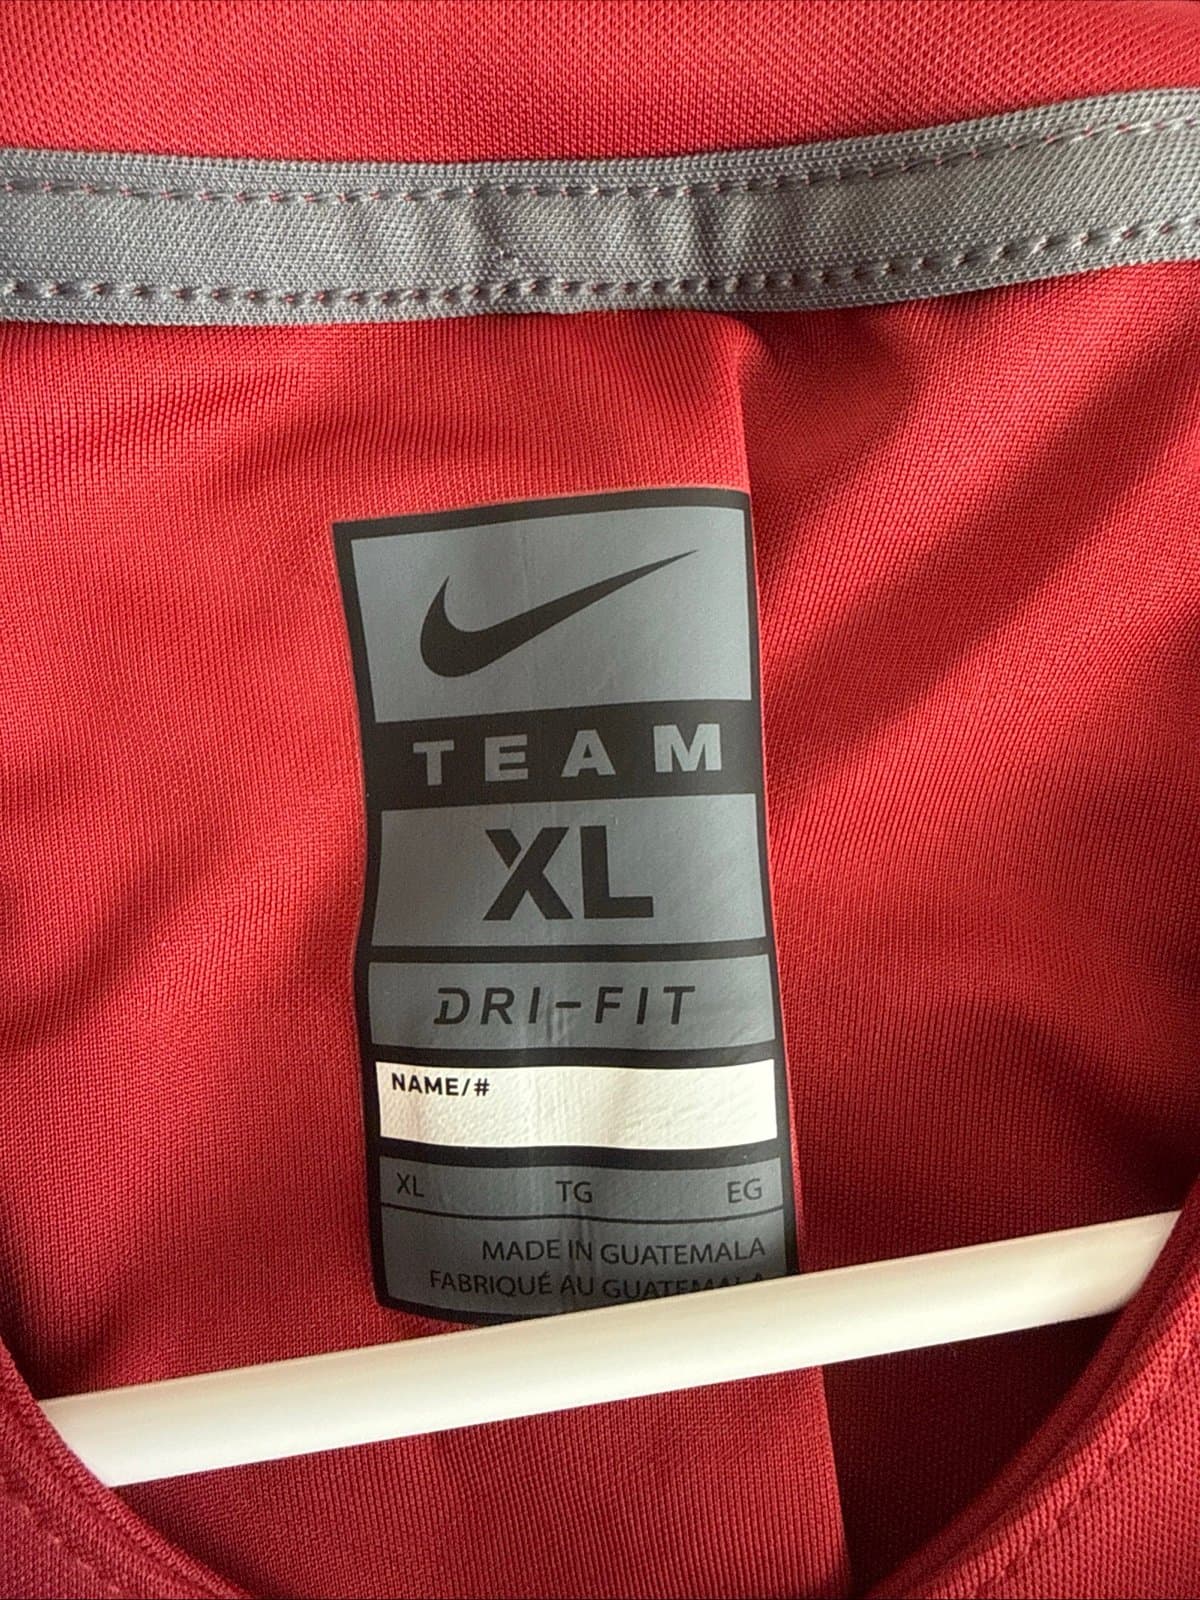 TEAM
XL
DRI-FIT
NAME/#
XL TG EG
MADE IN GUATEMALA
FABRIQUÉ AU GUATEMALA